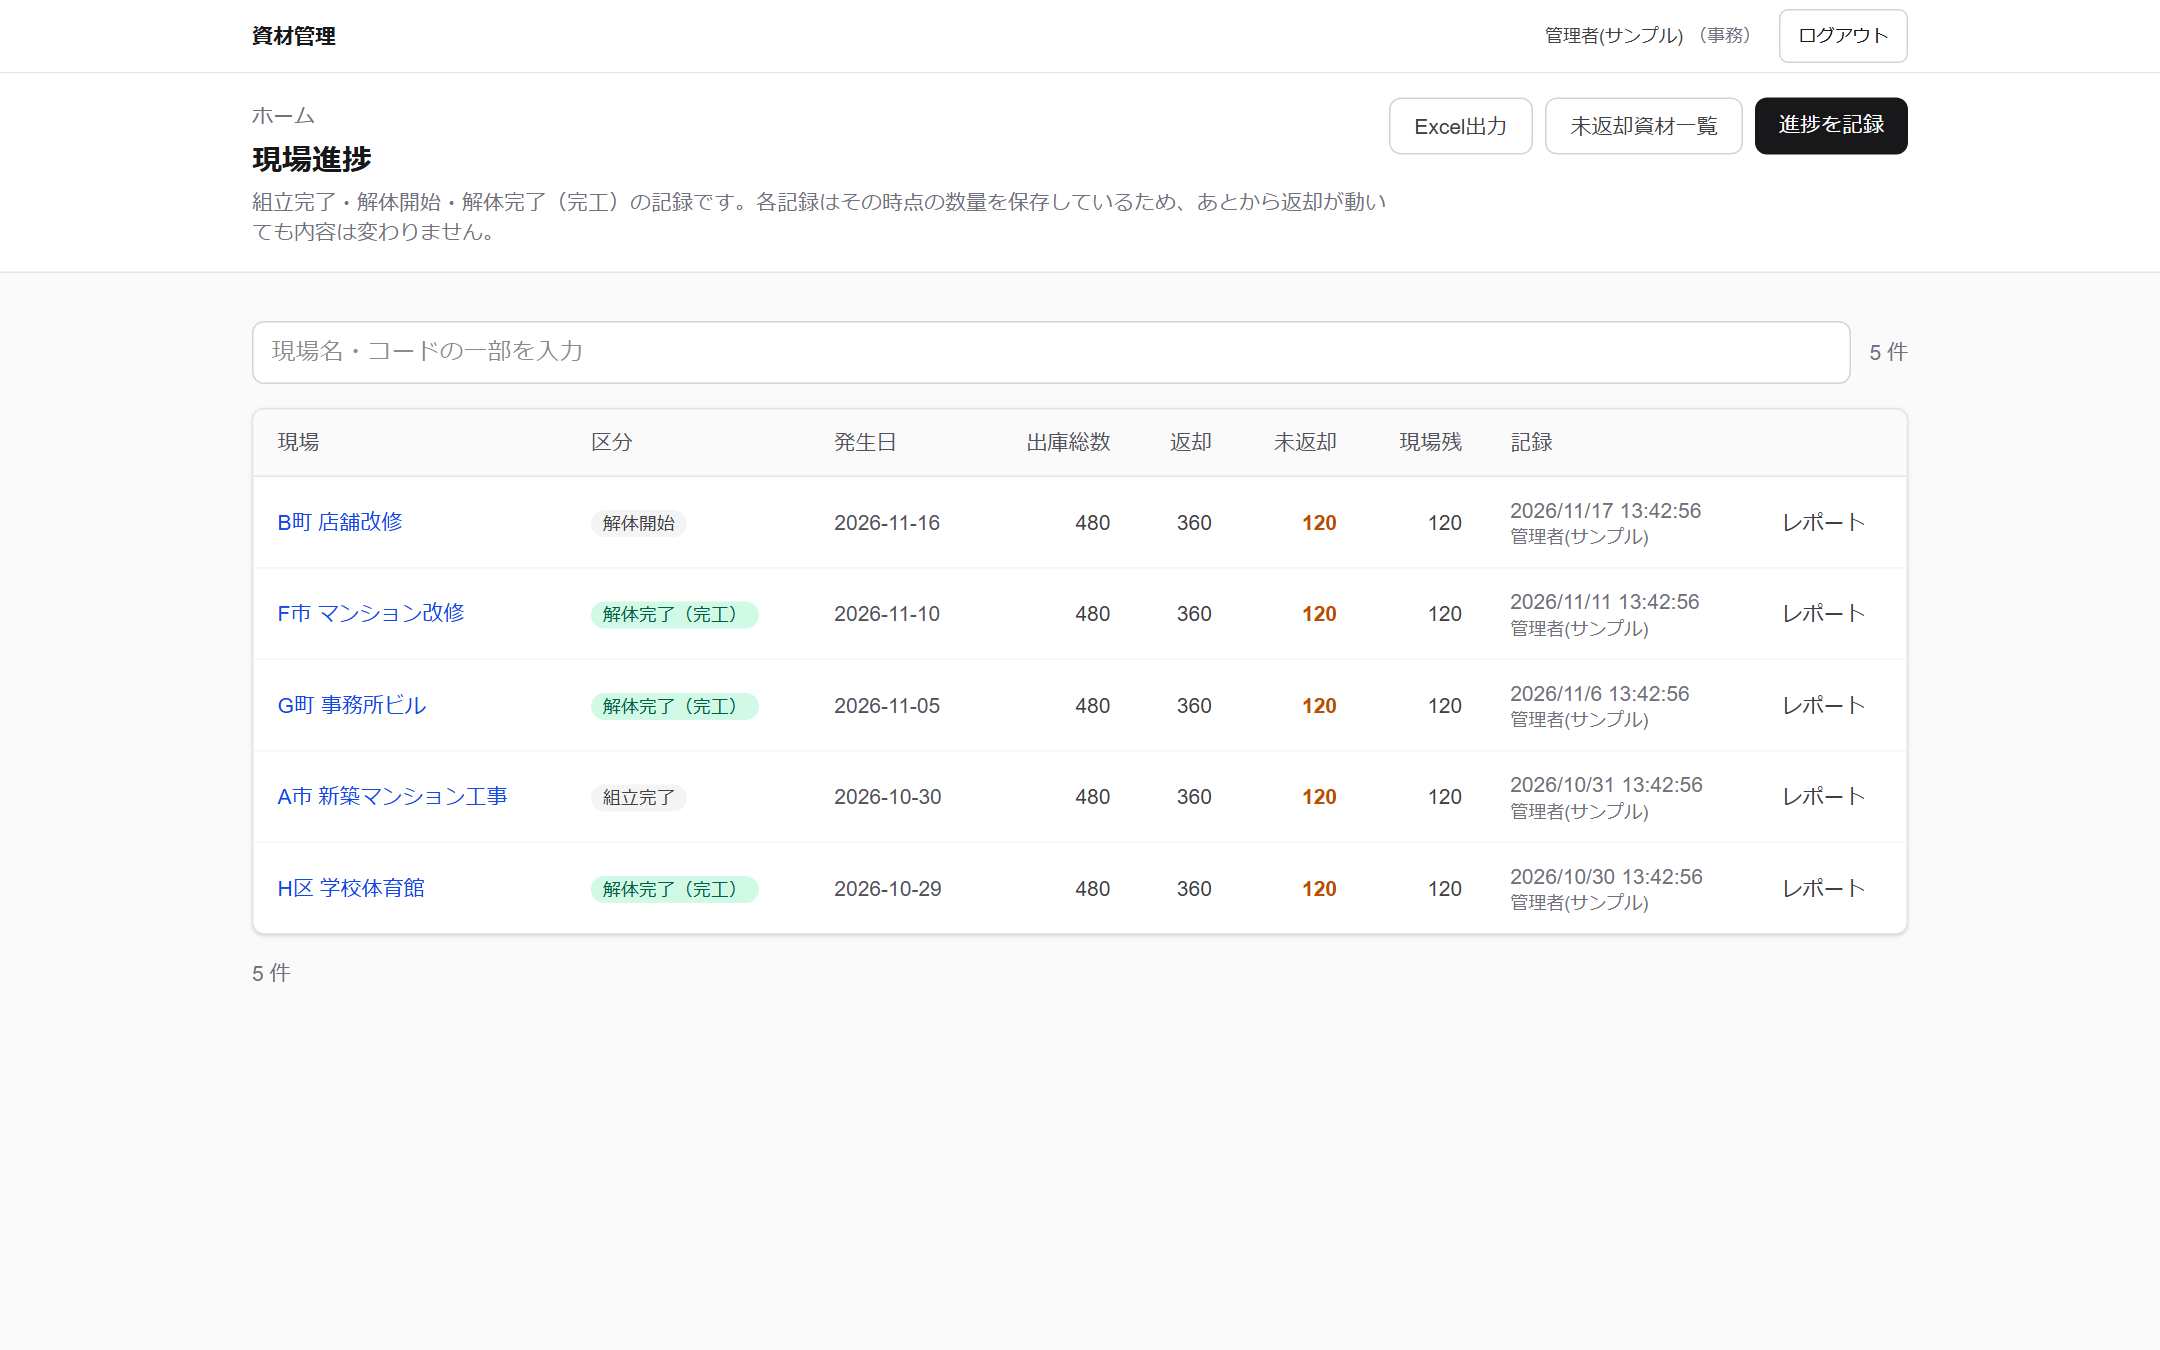 資材管理
管理者(サンプル) （事務）
ログアウト
ホーム
現場進捗
組立完了・解体開始・解体完了（完工）の記録です。各記録はその時点の数量を保存しているため、あとから返却が動い
ても内容は変わりません。
Excel出力
未返却資材一覧
進捗を記録
現場名・コードの一部を入力
5 件
現場 区分 発生日 出庫総数 返却 未返却 現場残 記録
B町 店舗改修 解体開始 2026-11-16 480 360 120 120 2026/11/17 13:42:56 レポート
管理者(サンプル)
F市 マンション改修 解体完了（完工） 2026-11-10 480 360 120 120 2026/11/11 13:42:56 レポート
管理者(サンプル)
G町 事務所ビル 解体完了（完工） 2026-11-05 480 360 120 120 2026/11/6 13:42:56 レポート
管理者(サンプル)
A市 新築マンション工事 組立完了 2026-10-30 480 360 120 120 2026/10/31 13:42:56 レポート
管理者(サンプル)
H区 学校体育館 解体完了（完工） 2026-10-29 480 360 120 120 2026/10/30 13:42:56 レポート
管理者(サンプル)
5 件